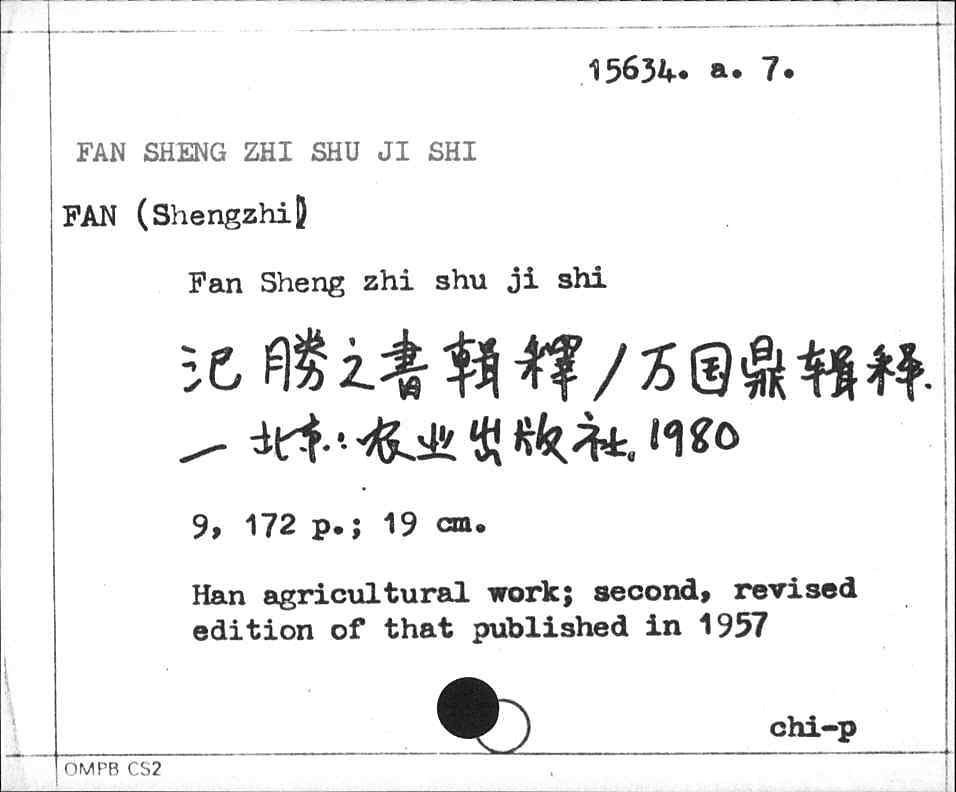 15634. a. 7.
FAN SHENG ZHI SHU JI SHI
FAN (Shengzhi)
Fan Sheng zhi shu ji shi
氾勝之書輯釋/万国鼎辑释.
— 北京:农业出版社,1980
9, 172 p.; 19 cm.
Han agricultural work; second, revised
edition of that published in 1957
chi-p
OMPB CS2